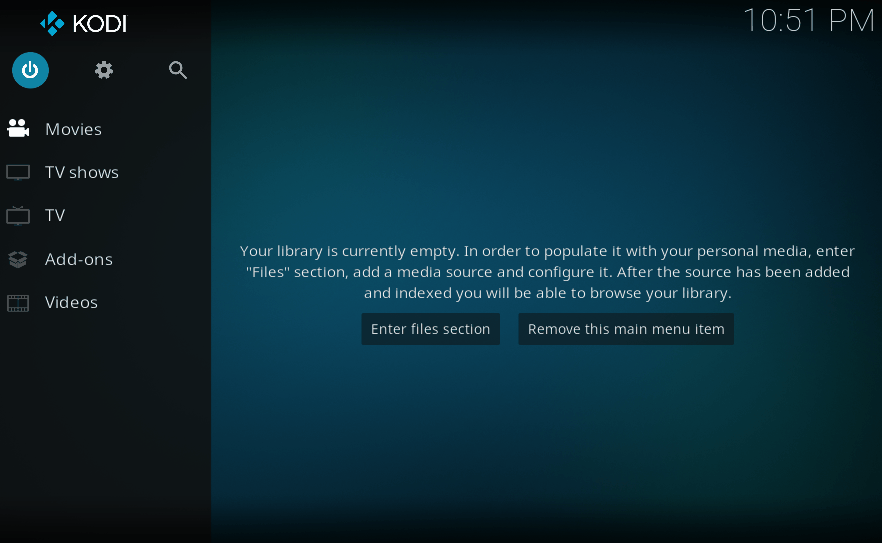 KODI
10:51 PM
Movies
TV shows
TV
Add-ons
Videos
Your library is currently empty. In order to populate it with your personal media, enter
"Files" section, add a media source and configure it. After the source has been added
and indexed you will be able to browse your library.
Enter files section
Remove this main menu item